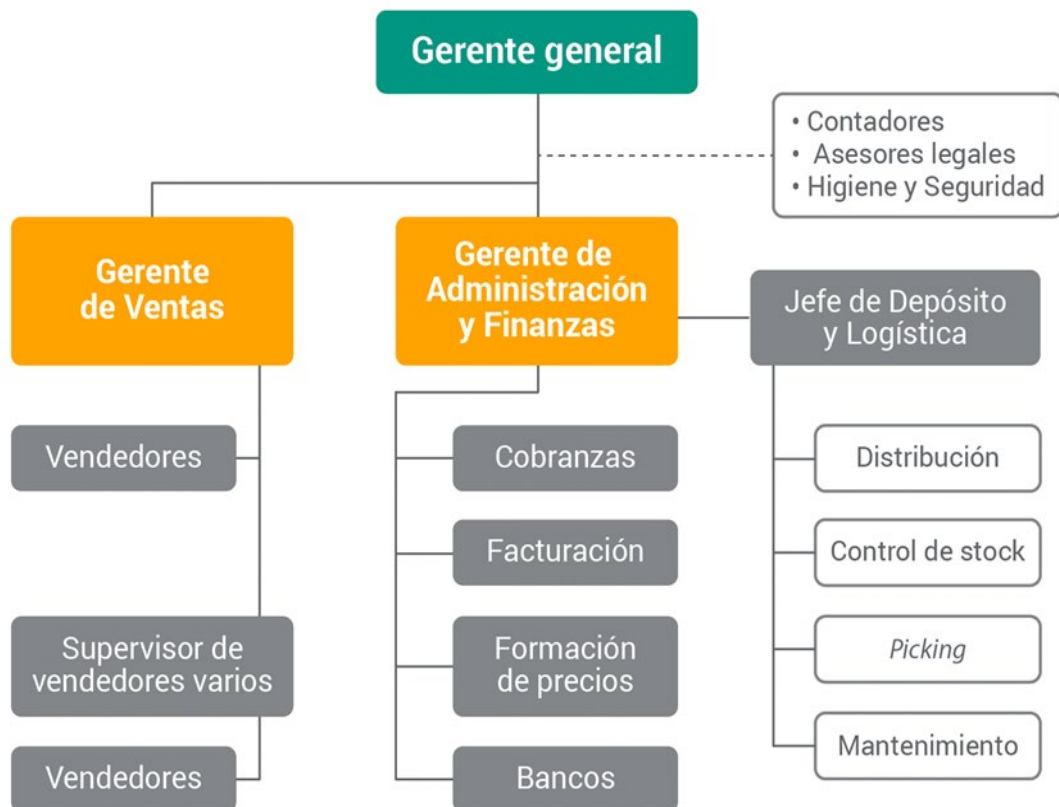 Gerente general
• Contadores
• Asesores legales
• Higiene y Seguridad
Gerente
de Ventas
Gerente de
Administración
y Finanzas
Jefe de Depósito
y Logística
Vendedores
Supervisor de
vendedores varios
Vendedores
Cobranzas
Facturación
Formación
de precios
Bancos
Distribución
Control de stock
Picking
Mantenimiento